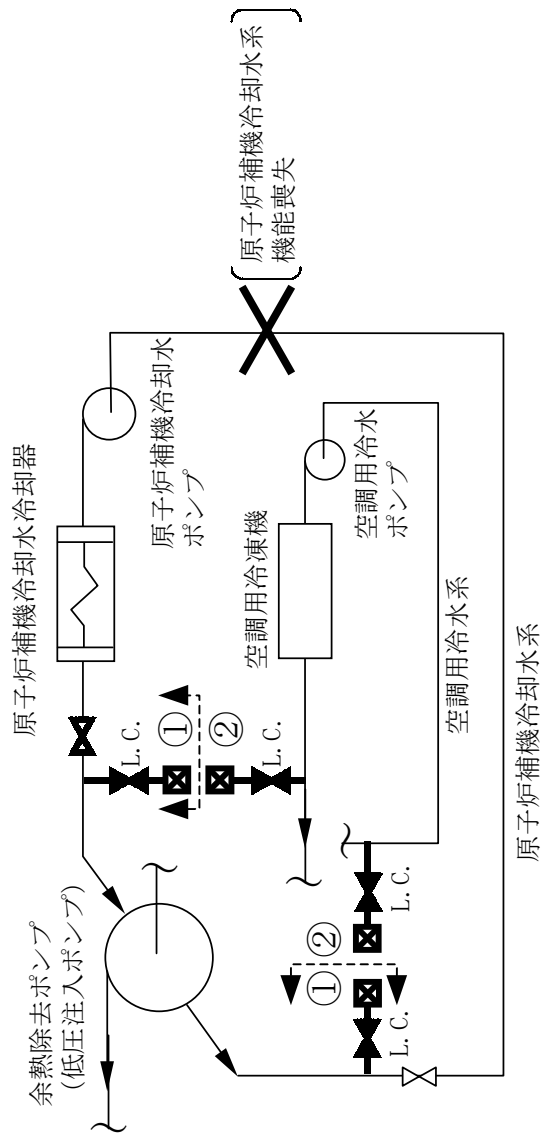 原子炉補機冷却水冷却器
原子炉補機冷却水
ポンプ
原子炉補機冷却水系
機能喪失
余熱除去ポンプ
(低圧注入ポンプ)
L.C.
①
②
L.C.
空調用冷凍機
空調用冷水
ポンプ
①
②
L.C.
L.C.
空調用冷水系
原子炉補機冷却水系